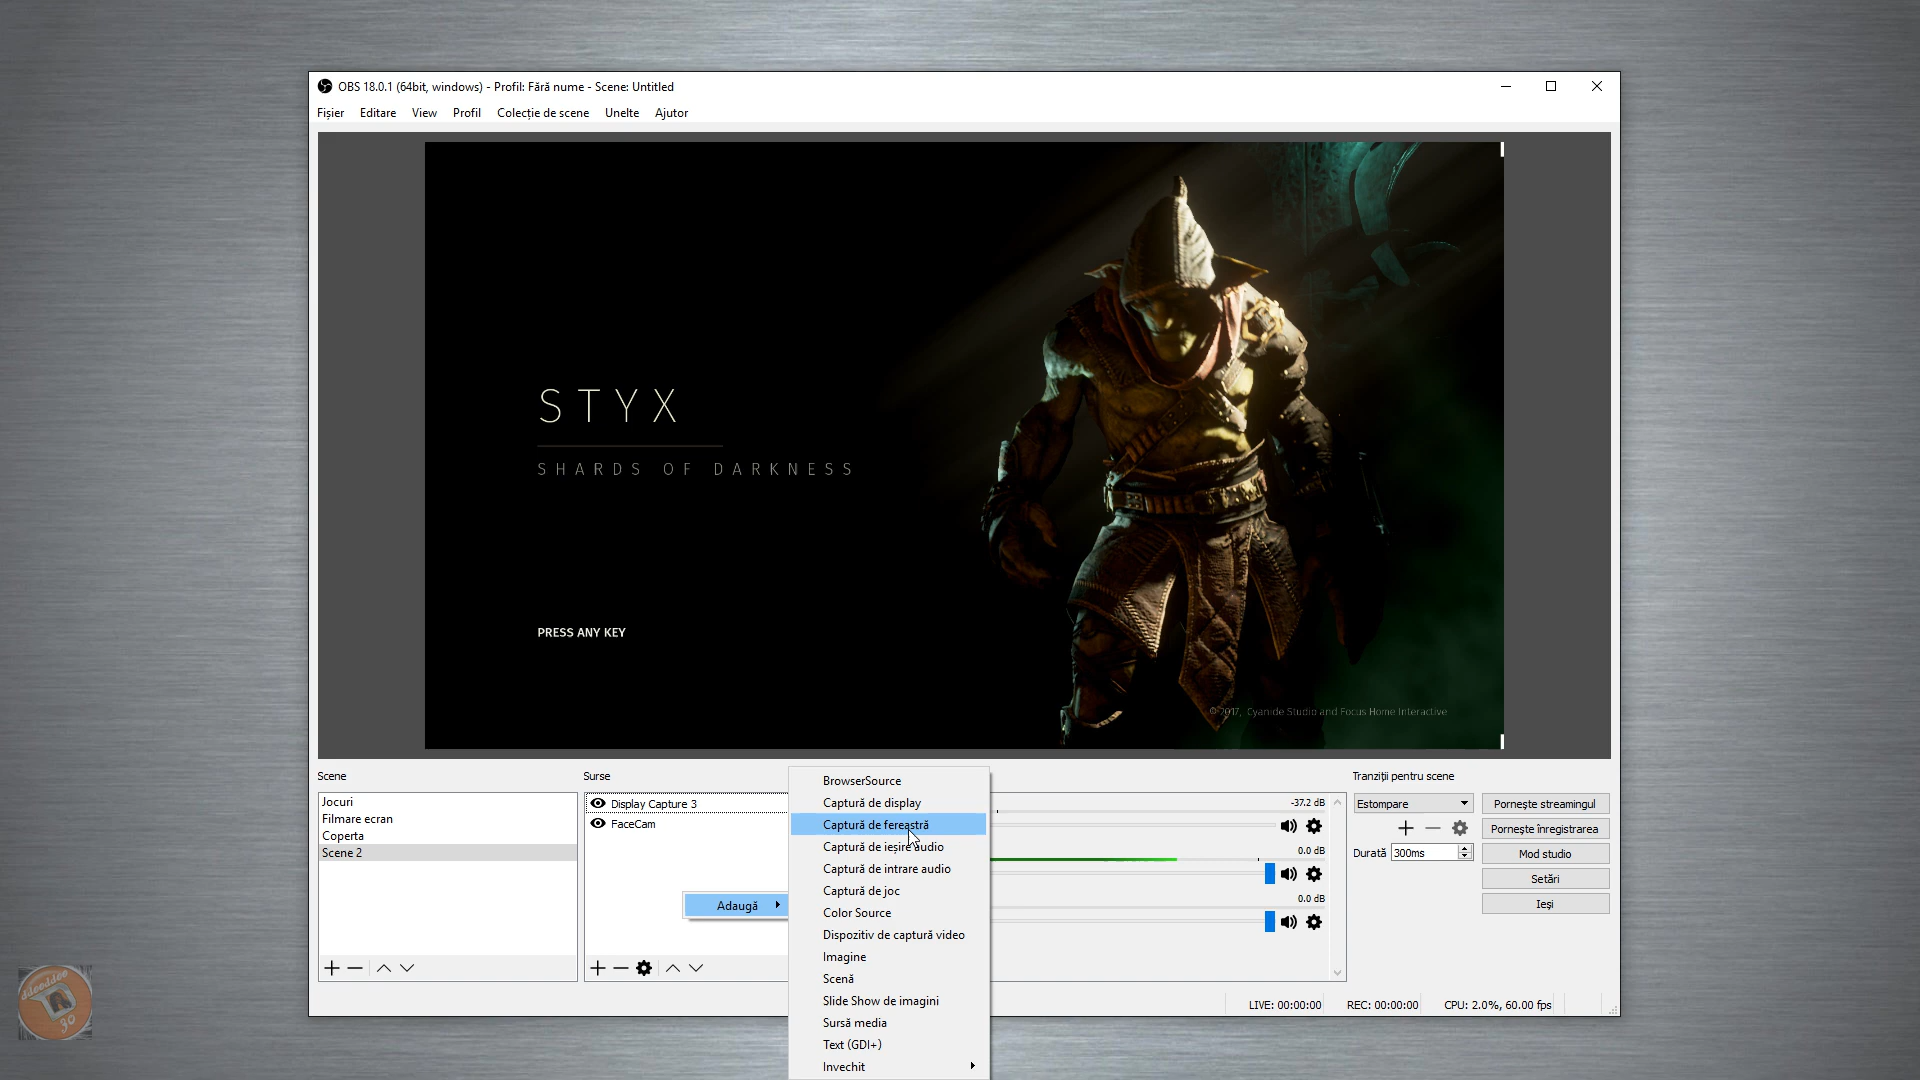 OBS 18.0.1 (64bit, windows) - Profil: Fără nume - Scene: Untitled
Fișier Editare View Profil Colecție de scene Unelte Ajutor
STYX
SHARDS OF DARKNESS
PRESS ANY KEY
© 2017, Cyanide Studio and Focus Home Interactive
Scene
Jocuri
Filmare ecran
Coperta
Scene 2
Surse
Display Capture 3
FaceCam
Adaugă
BrowserSource
Captură de display
Captură de fereastră
Captură de ieșire audio
Captură de intrare audio
Captură de joc
Color Source
Dispozitiv de captură video
Imagine
Scenă
Slide Show de imagini
Sursă media
Text (GDI+)
Invechit
-37.2 dB
0.0 dB
0.0 dB
Tranziții pentru scene
Estompare
Durată 300ms
Pornește streamingul
Pornește înregistrarea
Mod studio
Setări
Ieși
LIVE: 00:00:00 REC: 00:00:00 CPU: 2.0%, 60.00 fps
30